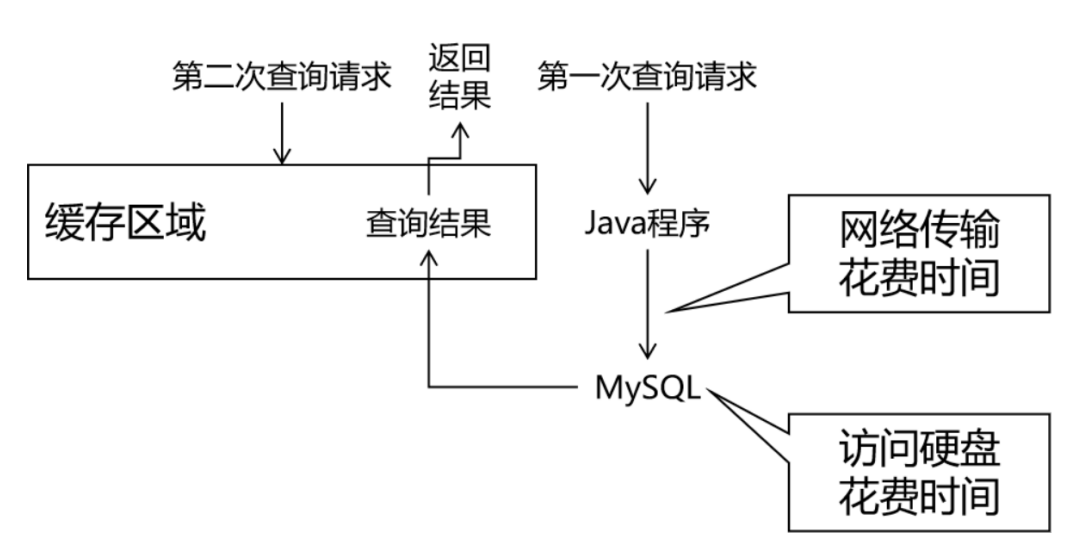 第二次查询请求
返回
结果
第一次查询请求
缓存区域
查询结果
Java程序
网络传输
花费时间
MySQL
访问硬盘
花费时间